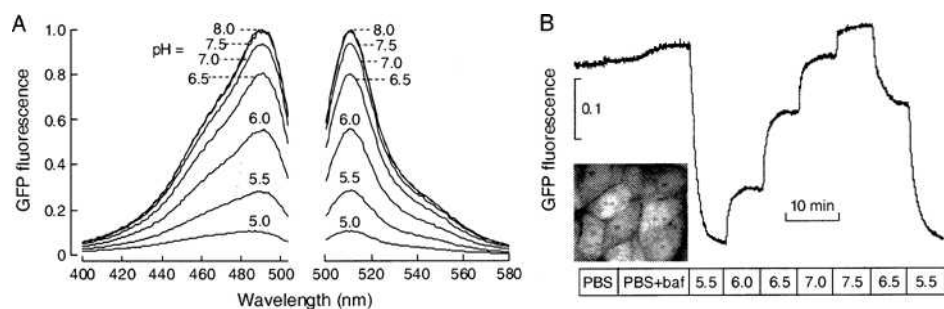 A
pH =
8.0
7.5
7.0
6.5
6.0
5.5
5.0
8.0
7.5
7.0
6.5
6.0
5.5
5.0
GFP fluorescence
1.0
0.8
0.6
0.4
0.2
0
400 420 440 460 480 500 500 520 540 560 580
Wavelength (nm)
B
GFP fluorescence
0.1
10 min
PBS PBS+baf 5.5 6.0 6.5 7.0 7.5 6.5 5.5